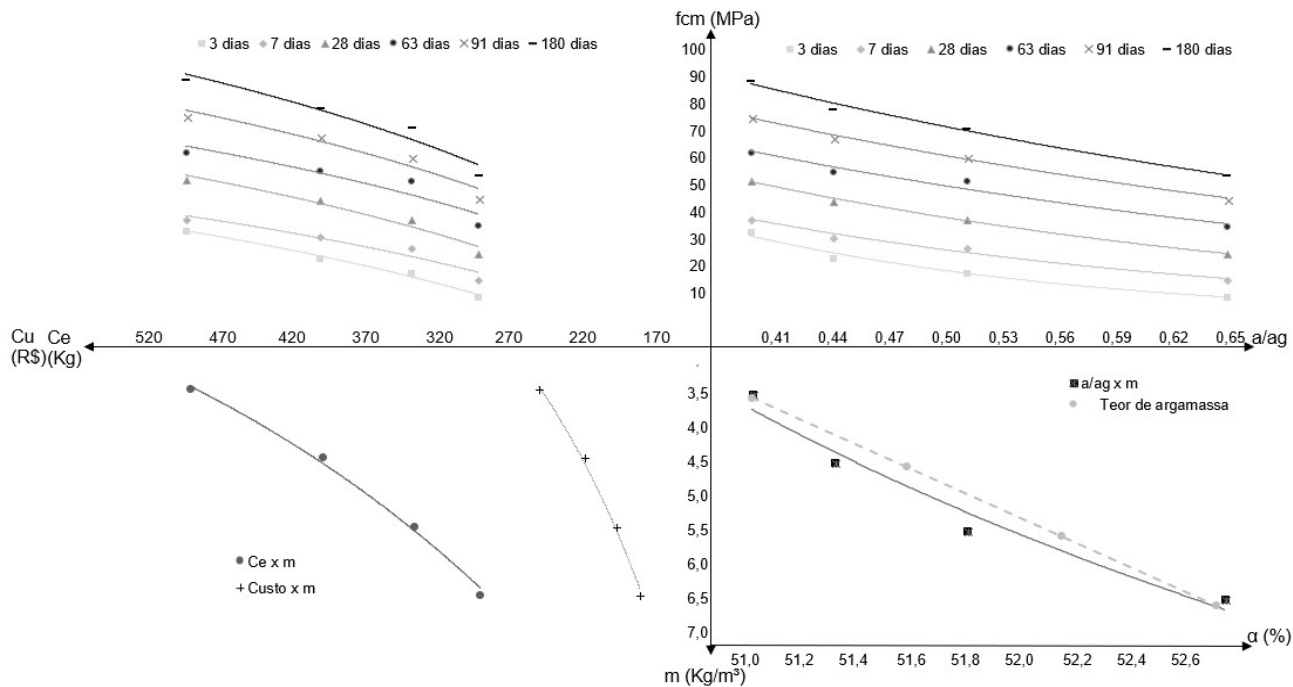 fcm (MPa)
3 dias 7 dias 28 dias 63 dias 91 dias 180 dias
3 dias 7 dias 28 dias 63 dias 91 dias 180 dias
100
90
80
70
60
50
40
30
20
10
Cu (R$)
Ce (Kg)
520 470 420 370 320 270 220 170
0,41 0,44 0,47 0,50 0,53 0,56 0,59 0,62 0,65 a/ag
3,5
4,0
4,5
5,0
5,5
6,0
6,5
7,0
a/ag x m
Teor de argamassa
Ce x m
Custo x m
α (%)
51,0 51,2 51,4 51,6 51,8 52,0 52,2 52,6
m (Kg/m³)